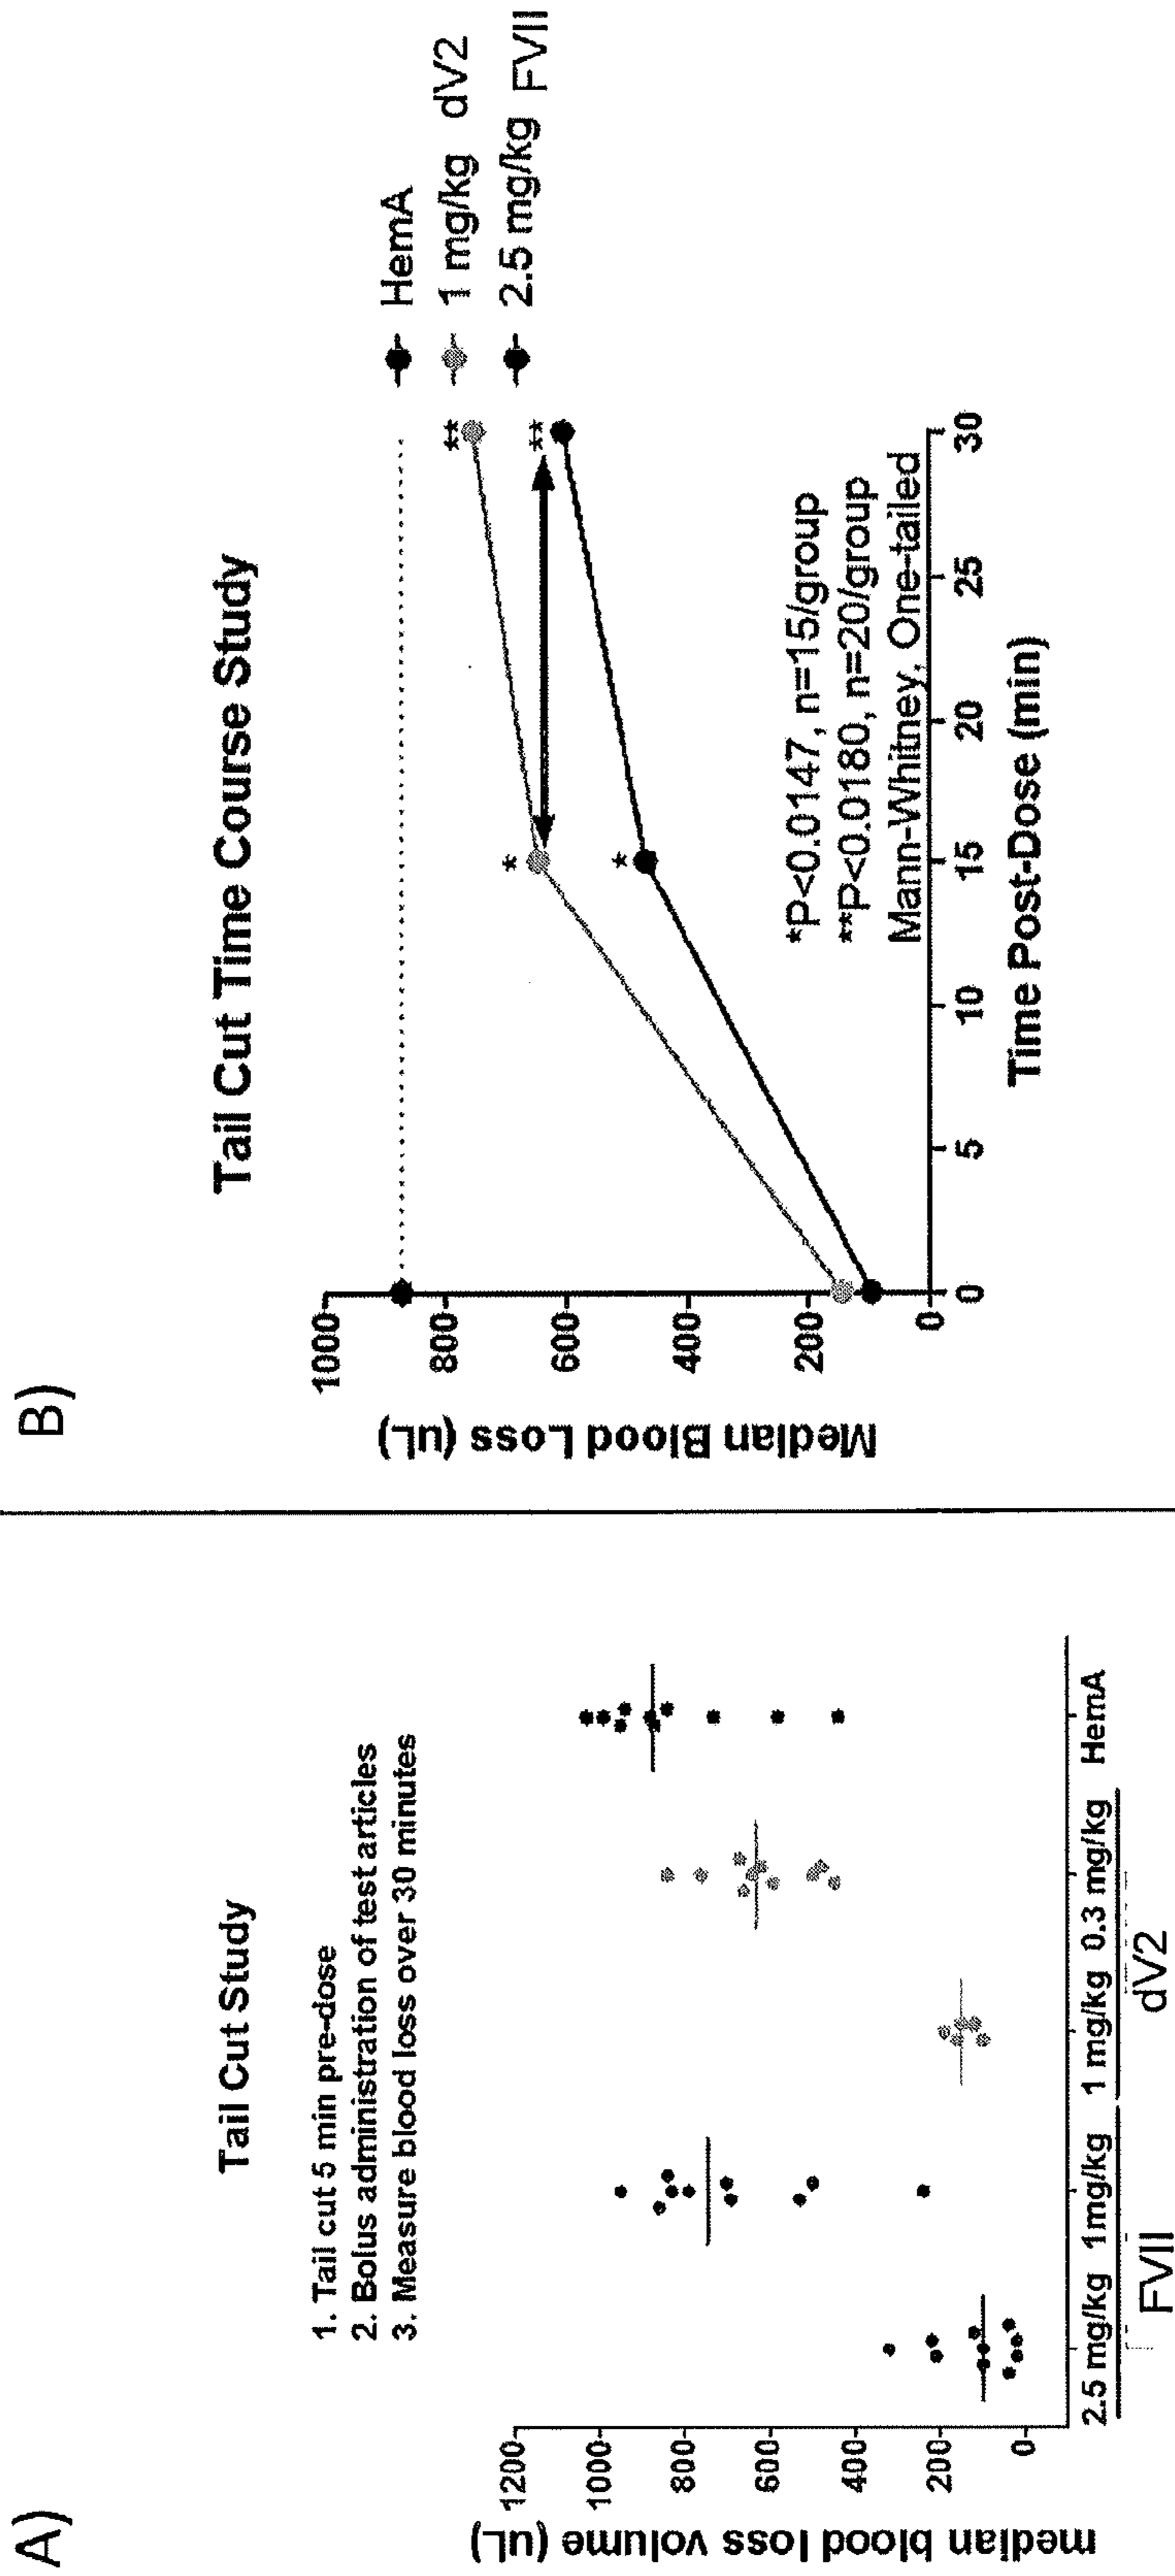 A)
Tail Cut Study
1. Tail cut 5 min pre-dose
2. Bolus administration of test articles
3. Measure blood loss over 30 minutes
median blood loss volume (uL)
1200
1000
800
600
400
200
0
2.5 mg/kg 1mg/kg 1 mg/kg 0.3 mg/kg HemA
FVII dV2
B)
Tail Cut Time Course Study
Median Blood Loss (uL)
1000
800
600
400
200
0
* **
* **
HemA
1 mg/kg dV2
2.5 mg/kg FVII
*P<0.0147, n=15/group
**P<0.0180, n=20/group
Mann-Whitney, One-tailed
0 5 10 15 20 25 30
Time Post-Dose (min)